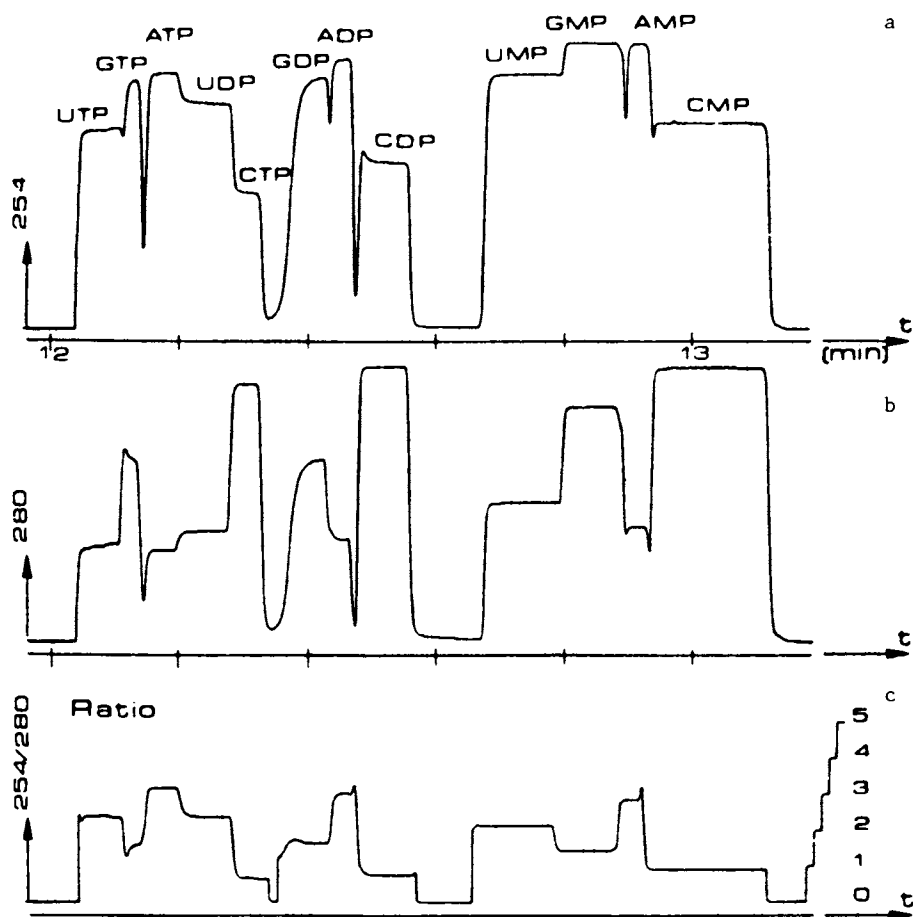 a
GMP AMP
ATP ADP
GTP GDP UMP
UDP
UTP CMP
CDP
CTP
254
t
12 13 (min)
b
280
t
c
Ratio
254/280
5
4
3
2
1
0
t